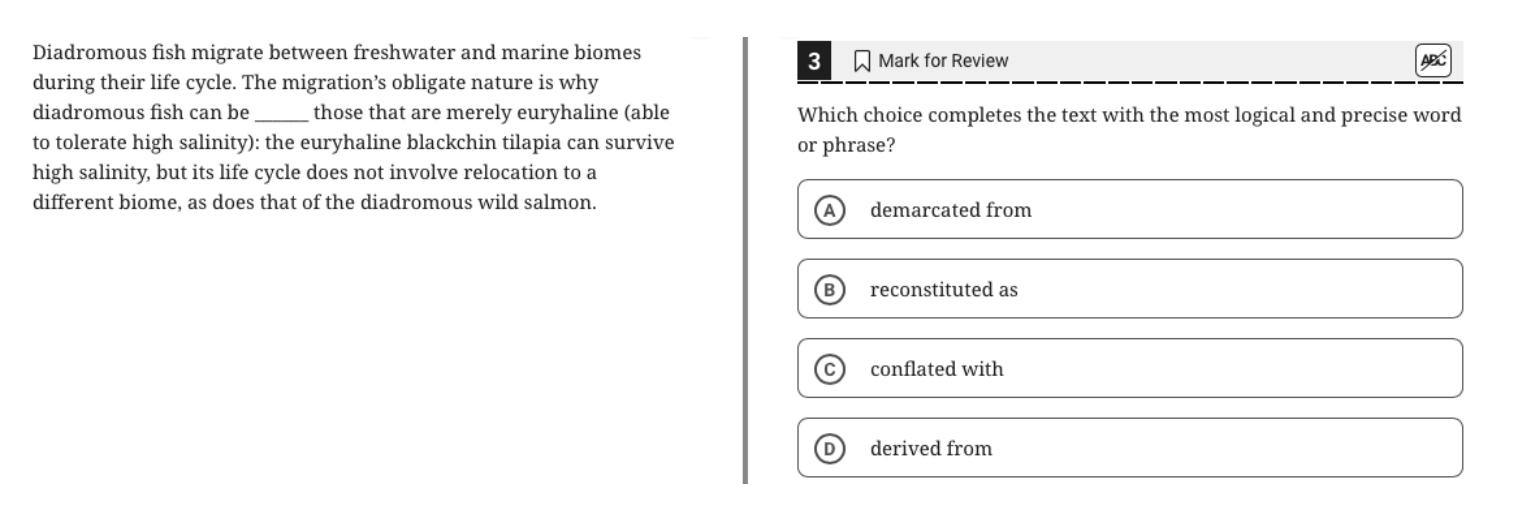 Diadromous fish migrate between freshwater and marine biomes
during their life cycle. The migration’s obligate nature is why
diadromous fish can be ______ those that are merely euryhaline (able
to tolerate high salinity): the euryhaline blackchin tilapia can survive
high salinity, but its life cycle does not involve relocation to a
different biome, as does that of the diadromous wild salmon.
3 Mark for Review ABC
Which choice completes the text with the most logical and precise word
or phrase?
A demarcated from
B reconstituted as
C conflated with
D derived from